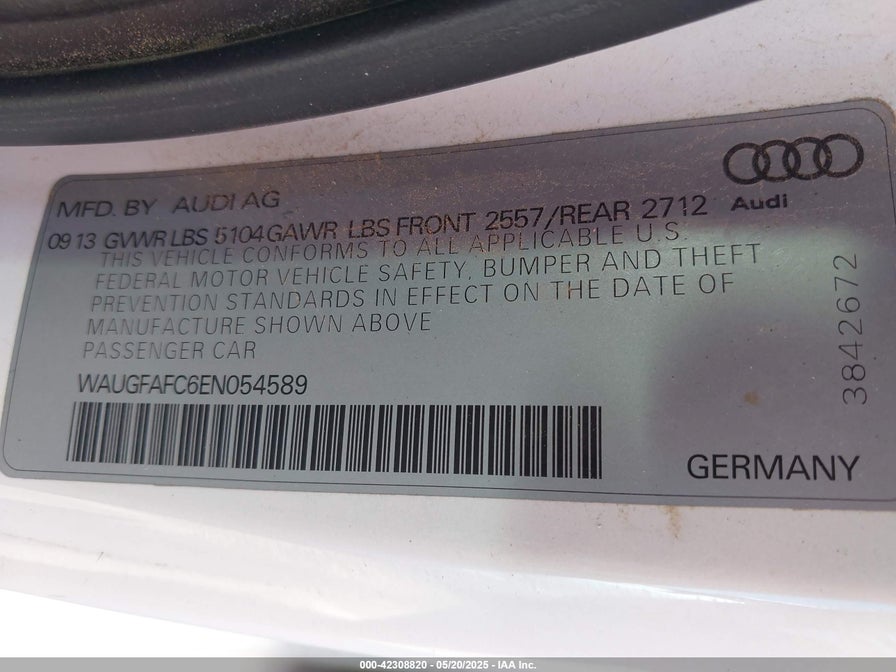 MFD. BY AUDI AG
Audi
09 13 GVWR LBS 5104 GAWR LBS FRONT 2557/REAR 2712
THIS VEHICLE CONFORMS TO ALL APPLICABLE U.S.
FEDERAL MOTOR VEHICLE SAFETY, BUMPER AND THEFT
PREVENTION STANDARDS IN EFFECT ON THE DATE OF
MANUFACTURE SHOWN ABOVE
PASSENGER CAR
WAUGFAFC6EN054589
3842672
GERMANY
000-42308820 - 05/20/2025 - IAA Inc.